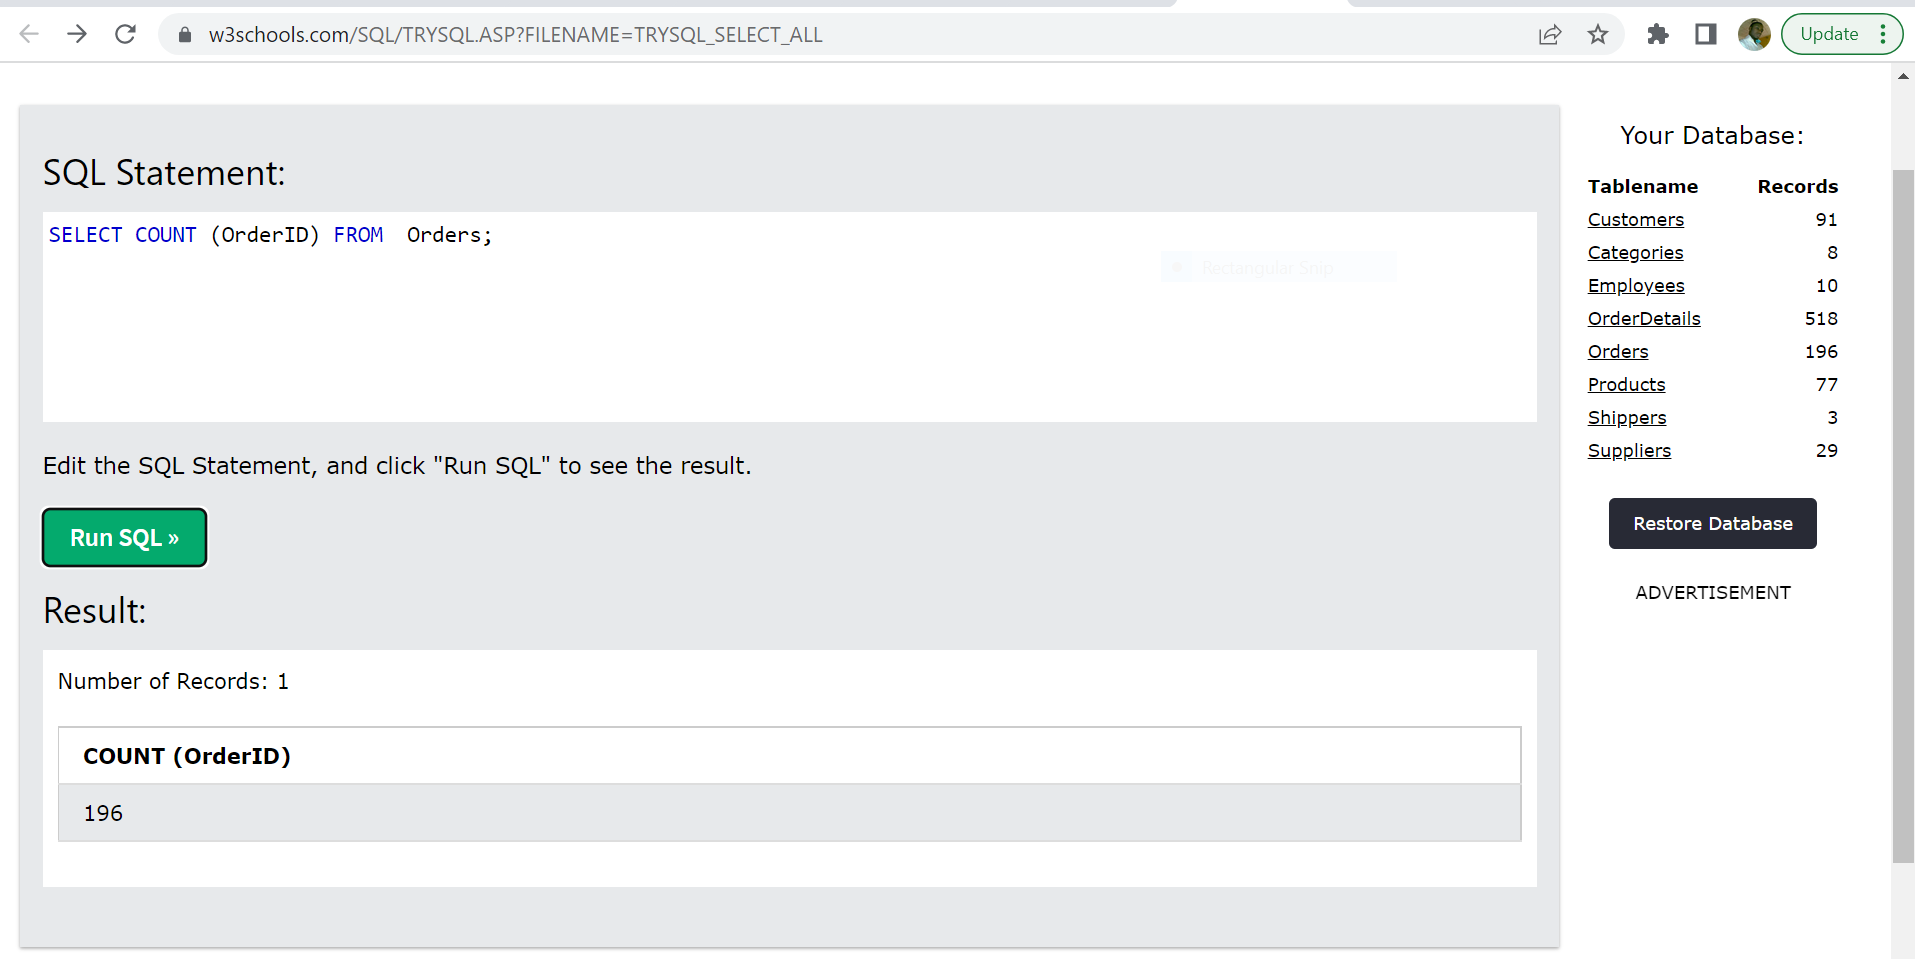 w3schools.com/SQL/TRYSQL.ASP?FILENAME=TRYSQL_SELECT_ALL
Update
SQL Statement:
SELECT COUNT (OrderID) FROM  Orders;
Rectangular Snip
Edit the SQL Statement, and click "Run SQL" to see the result.
Run SQL »
Result:
Number of Records: 1
COUNT (OrderID)
196
Your Database:
Tablename Records
Customers 91
Categories 8
Employees 10
OrderDetails 518
Orders 196
Products 77
Shippers 3
Suppliers 29
Restore Database
ADVERTISEMENT